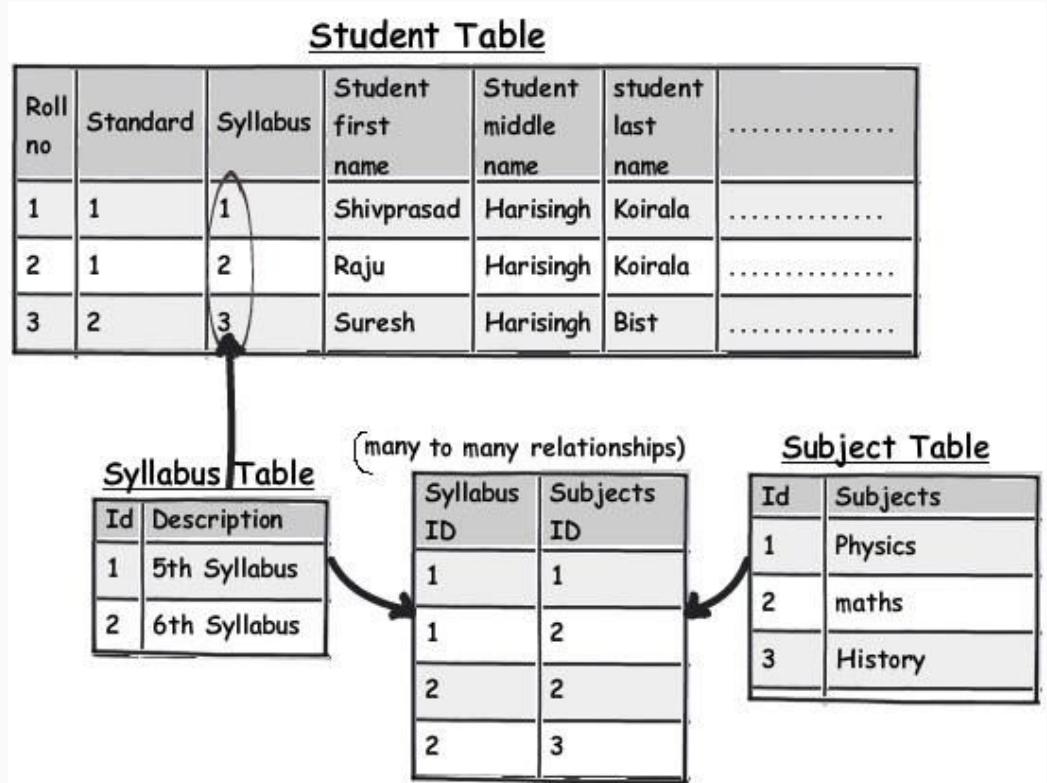 Student Table
Roll no Standard Syllabus Student first name Student middle name student last name ...............
1 1 1 Shivprasad Harisingh Koirala ..............
2 1 2 Raju Harisingh Koirala ...............
3 2 3 Suresh Harisingh Bist ...............
(many to many relationships)
Syllabus Table
Id Description
1 5th Syllabus
2 6th Syllabus
Syllabus ID Subjects ID
1 1
1 2
2 2
2 3
Subject Table
Id Subjects
1 Physics
2 maths
3 History